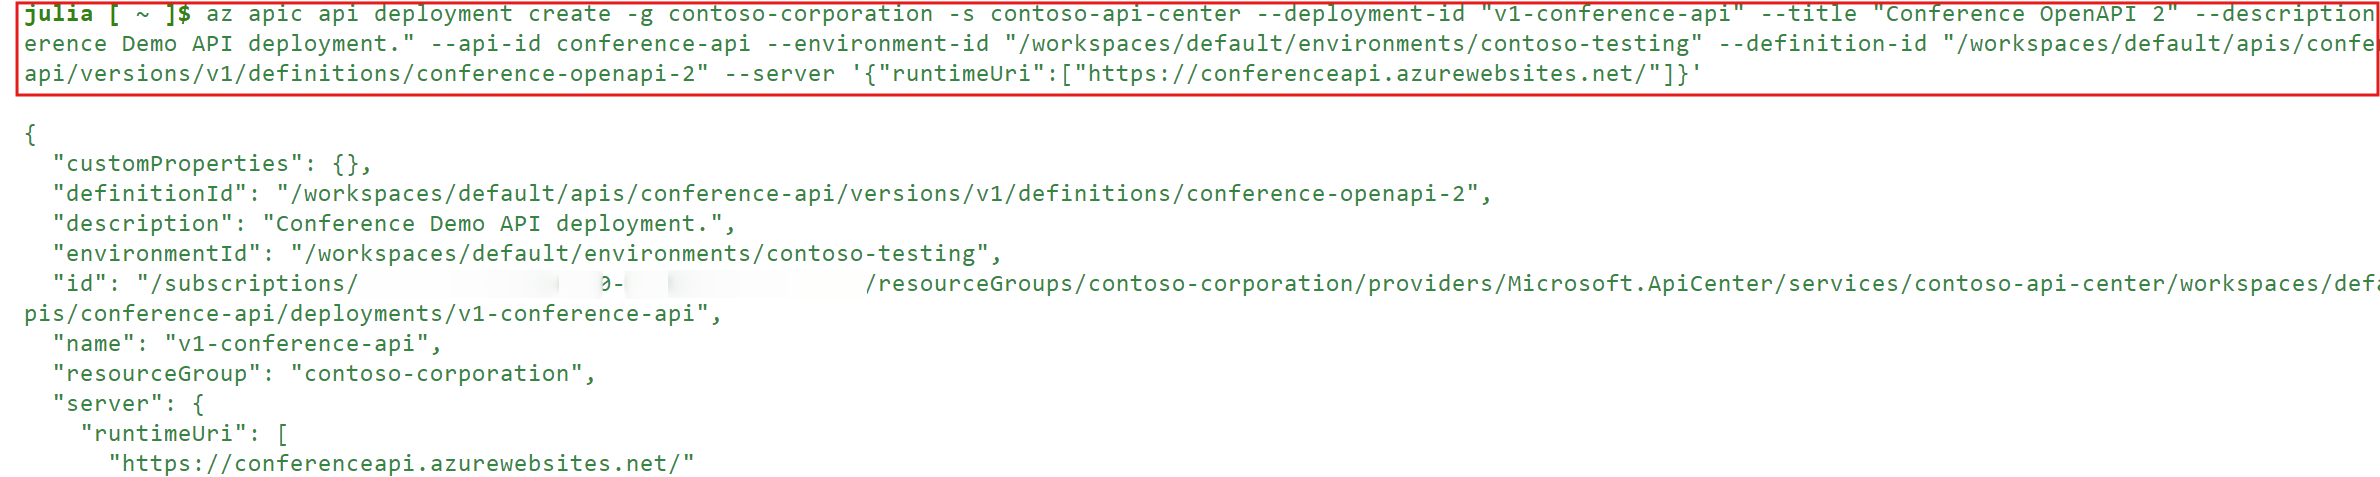 julia [ ~ ]$ az apic api deployment create -g contoso-corporation -s contoso-api-center --deployment-id "v1-conference-api" --title "Conference OpenAPI 2" --description
erence Demo API deployment." --api-id conference-api --environment-id "/workspaces/default/environments/contoso-testing" --definition-id "/workspaces/default/apis/confe
api/versions/v1/definitions/conference-openapi-2" --server '{"runtimeUri":["https://conferenceapi.azurewebsites.net/"]}'
{
  "customProperties": {},
  "definitionId": "/workspaces/default/apis/conference-api/versions/v1/definitions/conference-openapi-2",
  "description": "Conference Demo API deployment.",
  "environmentId": "/workspaces/default/environments/contoso-testing",
  "id": "/subscriptions/ 0- /resourceGroups/contoso-corporation/providers/Microsoft.ApiCenter/services/contoso-api-center/workspaces/defa
pis/conference-api/deployments/v1-conference-api",
  "name": "v1-conference-api",
  "resourceGroup": "contoso-corporation",
  "server": {
    "runtimeUri": [
      "https://conferenceapi.azurewebsites.net/"